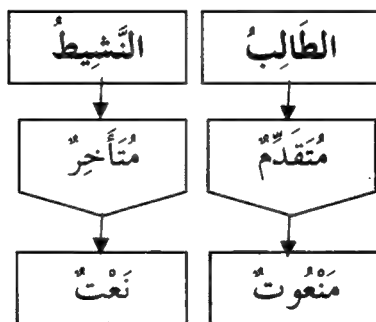 الطَالِبُ النَّشِيطُ
مُتَقَدِّمٌ مُتَأَخِرٌ
مَنْعُوتٌ نَعْتٌ